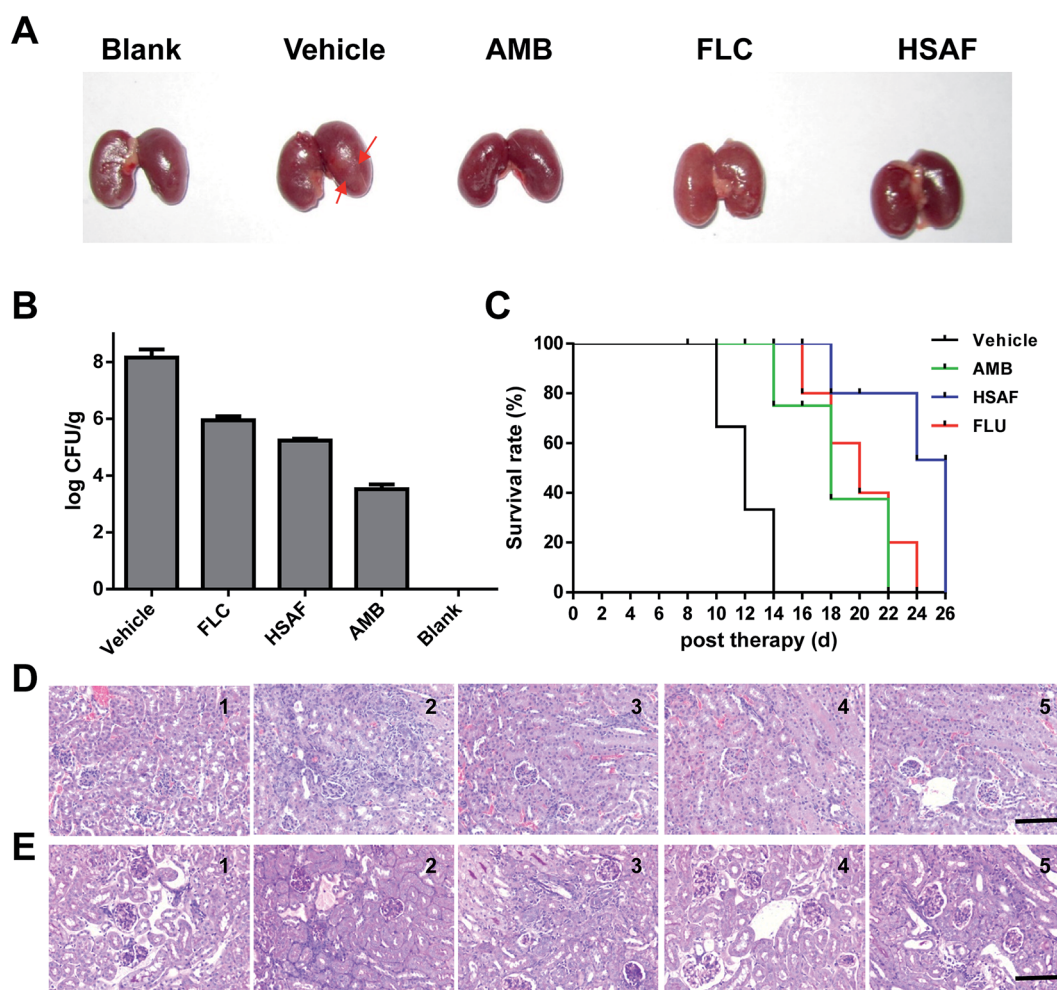 A
Blank Vehicle AMB FLC HSAF
B
log CFU/g
8
6
4
2
0
Vehicle FLC HSAF AMB Blank
C
Survival rate (%)
100
80
60
40
20
0
0 2 4 6 8 10 12 14 16 18 20 22 24 26
post therapy (d)
Vehicle
AMB
HSAF
FLU
D
1 2 3 4 5
E
1 2 3 4 5